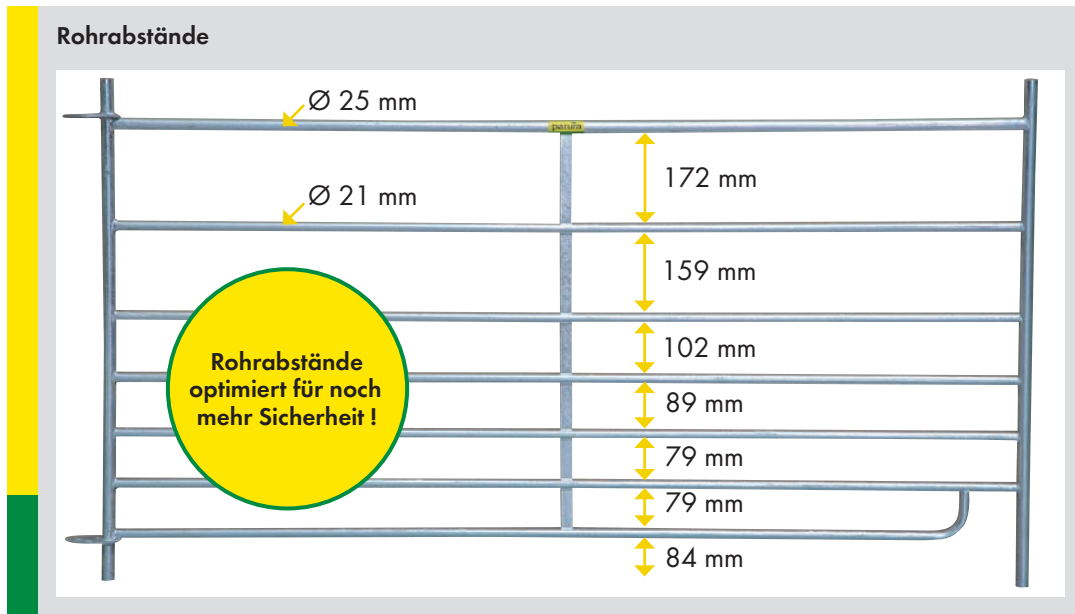 Rohrabstände
Ø 25 mm
patura
172 mm
Ø 21 mm
159 mm
102 mm
Rohrabstände
optimiert für noch
mehr Sicherheit !
89 mm
79 mm
79 mm
84 mm